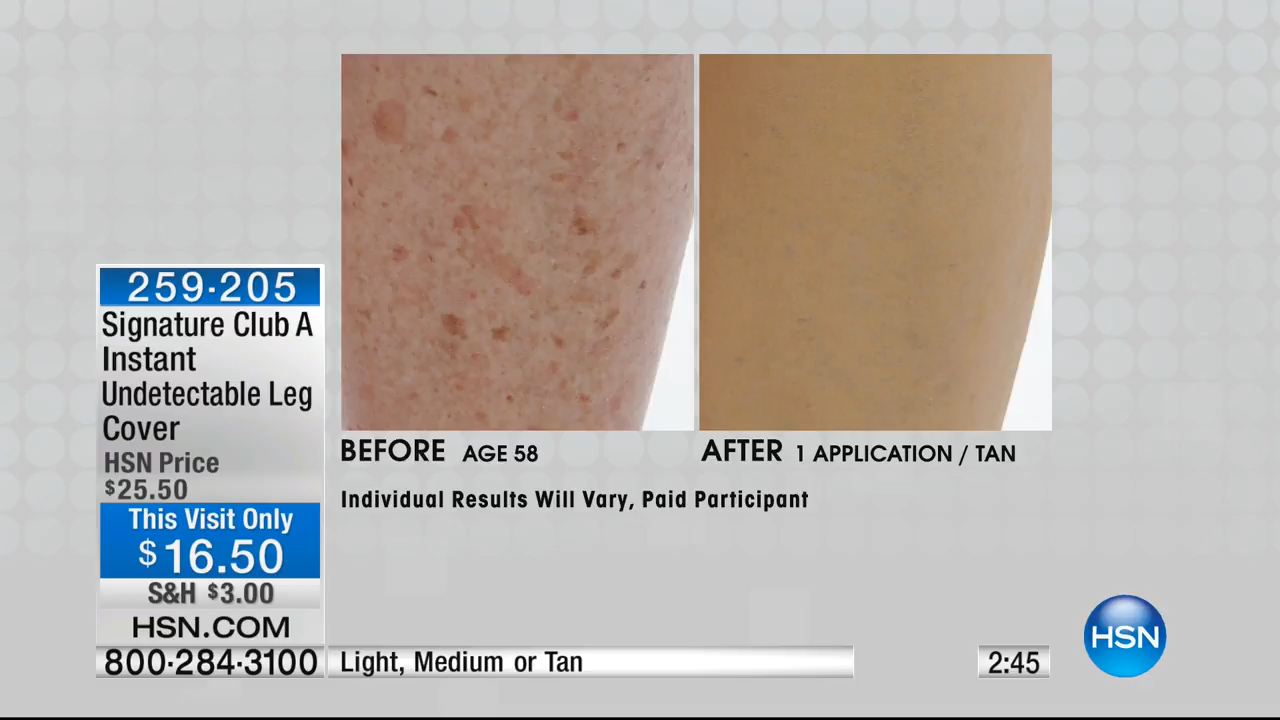 259·205
Signature Club A
Instant
Undetectable Leg
Cover
HSN Price
$25.50
This Visit Only
$16.50
S&H $3.00
HSN.COM
800·284·3100
BEFORE AGE 58
AFTER 1 APPLICATION / TAN
Individual Results Will Vary, Paid Participant
Light, Medium or Tan
2:45
HSN